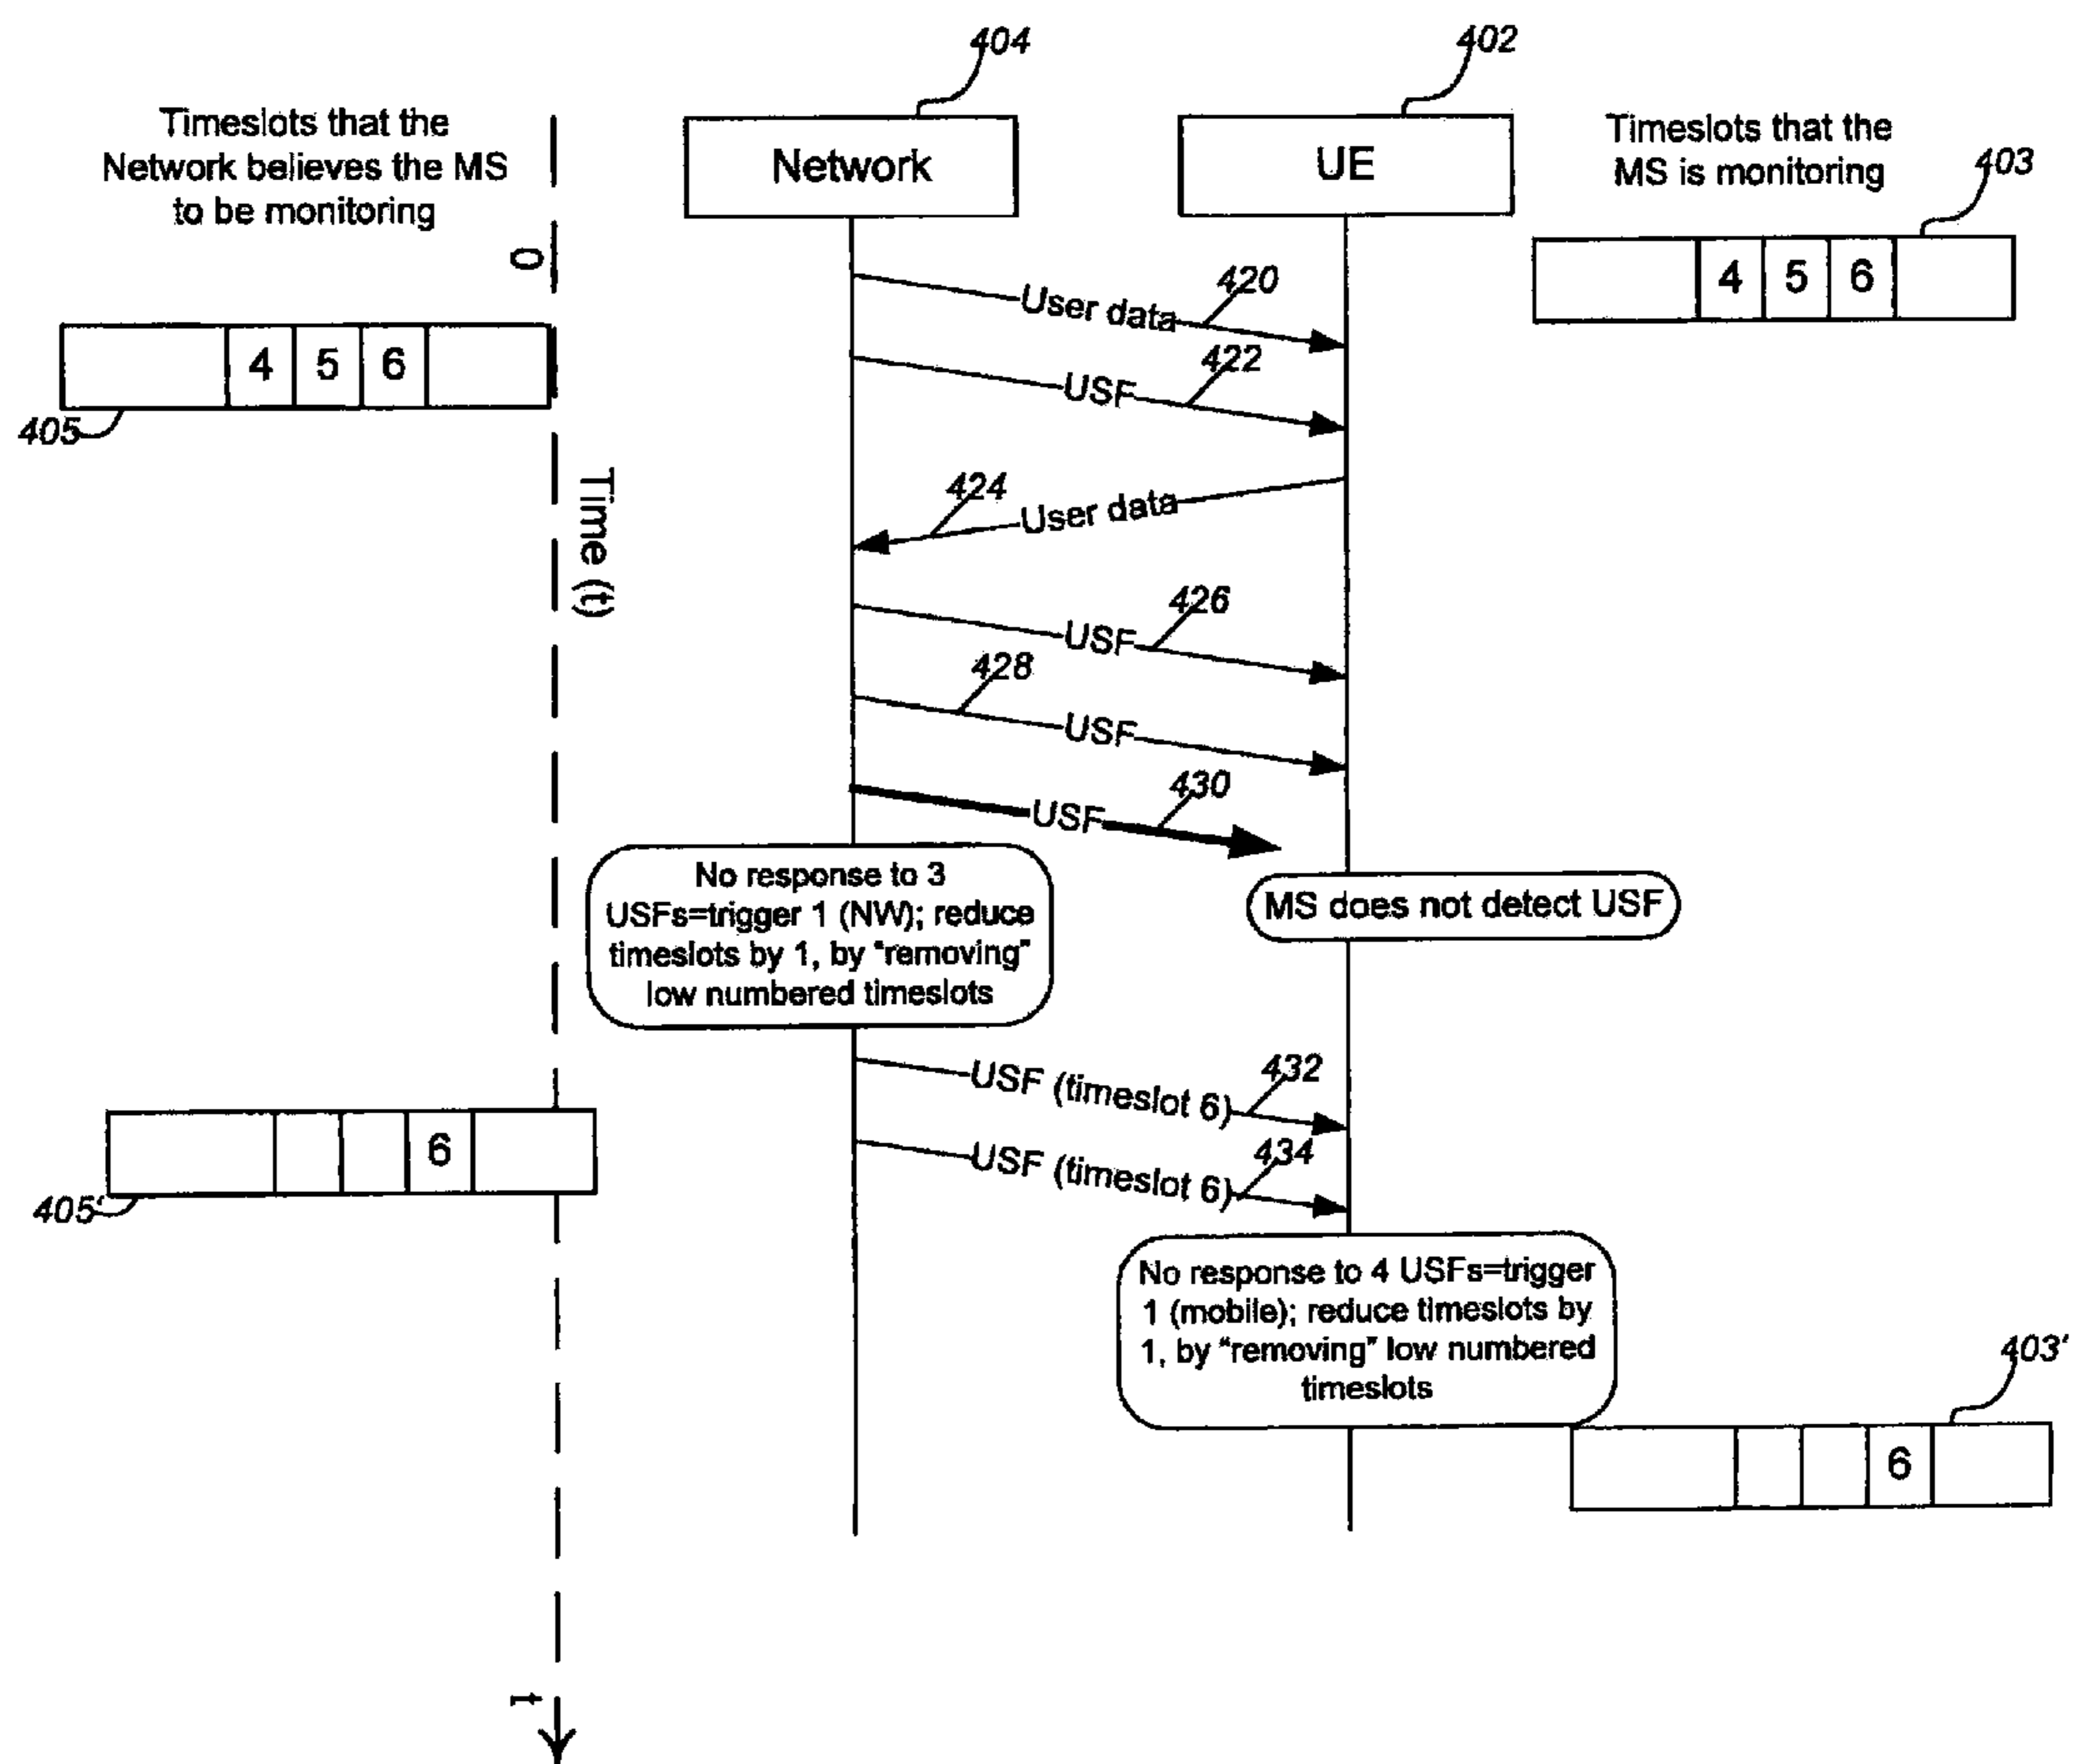 404
402
Timeslots that the
Network believes the MS
to be monitoring
Network
UE
Timeslots that the
MS is monitoring
403
0
4 5 6
420
User data
4 5 6
422
USF
405
Time (t)
424
User data
426
USF
428
USF
430
USF
No response to 3
USFs=trigger 1 (NW); reduce
timeslots by 1, by "removing"
low numbered timeslots
MS does not detect USF
432
USF (timeslot 6)
6
434
USF (timeslot 6)
405'
No response to 4 USFs=trigger
1 (mobile); reduce timeslots by
1, by "removing" low numbered
timeslots
403'
6
t